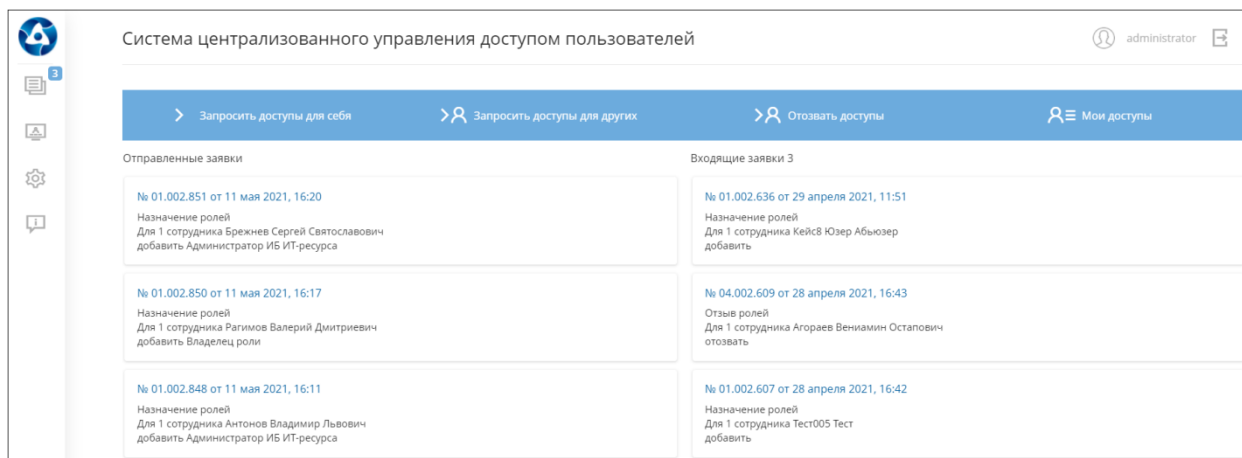 Система централизованного управления доступом пользователей
administrator
3
Запросить доступы для себя
Запросить доступы для других
Отозвать доступы
Мои доступы
Отправленные заявки
№ 01.002.851 от 11 мая 2021, 16:20
Назначение ролей
Для 1 сотрудника Брежнев Сергей Святославович
добавить Администратор ИБ ИТ-ресурса
№ 01.002.850 от 11 мая 2021, 16:17
Назначение ролей
Для 1 сотрудника Рагимов Валерий Дмитриевич
добавить Владелец роли
№ 01.002.848 от 11 мая 2021, 16:11
Назначение ролей
Для 1 сотрудника Антонов Владимир Львович
добавить Администратор ИБ ИТ-ресурса
Входящие заявки 3
№ 01.002.636 от 29 апреля 2021, 11:51
Назначение ролей
Для 1 сотрудника Кейс8 Юзер Абьюзер
добавить
№ 04.002.609 от 28 апреля 2021, 16:43
Отзыв ролей
Для 1 сотрудника Агораев Вениамин Остапович
отозвать
№ 01.002.607 от 28 апреля 2021, 16:42
Назначение ролей
Для 1 сотрудника Тест005 Тест
добавить